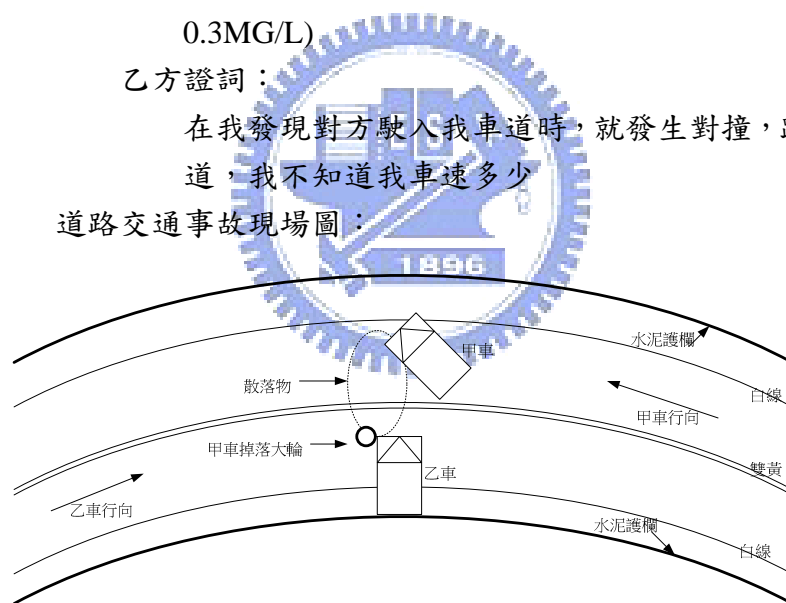 0.3MG/L)
乙方證詞：
在我發現對方駛入我車道時，就發生對撞，
道，我不知道我車速多少
道路交通事故現場圖：
1896
水泥護欄
甲車
散落物
白線
甲車行向
甲車掉落大輪
雙黃
乙車
乙車行向
水泥護欄
白線